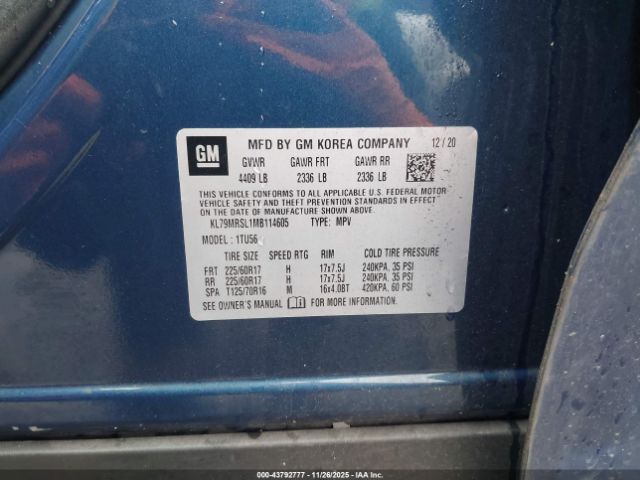 GM MFD BY GM KOREA COMPANY 12/20
GVWR GAWR FRT GAWR RR
4409 LB 2336 LB 2336 LB
THIS VEHICLE CONFORMS TO ALL APPLICABLE U.S. FEDERAL MOTOR
VEHICLE SAFETY AND THEFT PREVENTION STANDARDS IN EFFECT
ON THE DATE OF MANUFACTURE SHOWN ABOVE.
KL79MRSL1MB114605 TYPE: MPV
MODEL: 1TU56
TIRE SIZE SPEED RTG RIM COLD TIRE PRESSURE
FRT 225/60R17 H 17x7.5J 240KPA, 35 PSI
RR 225/60R17 H 17x7.5J 240KPA, 35 PSI
SPA T125/70R16 M 16x4.0BT 420KPA, 60 PSI
SEE OWNER'S MANUAL FOR MORE INFORMATION.
000-43792777 - 11/26/2025 - Copyright IAA, LLC.